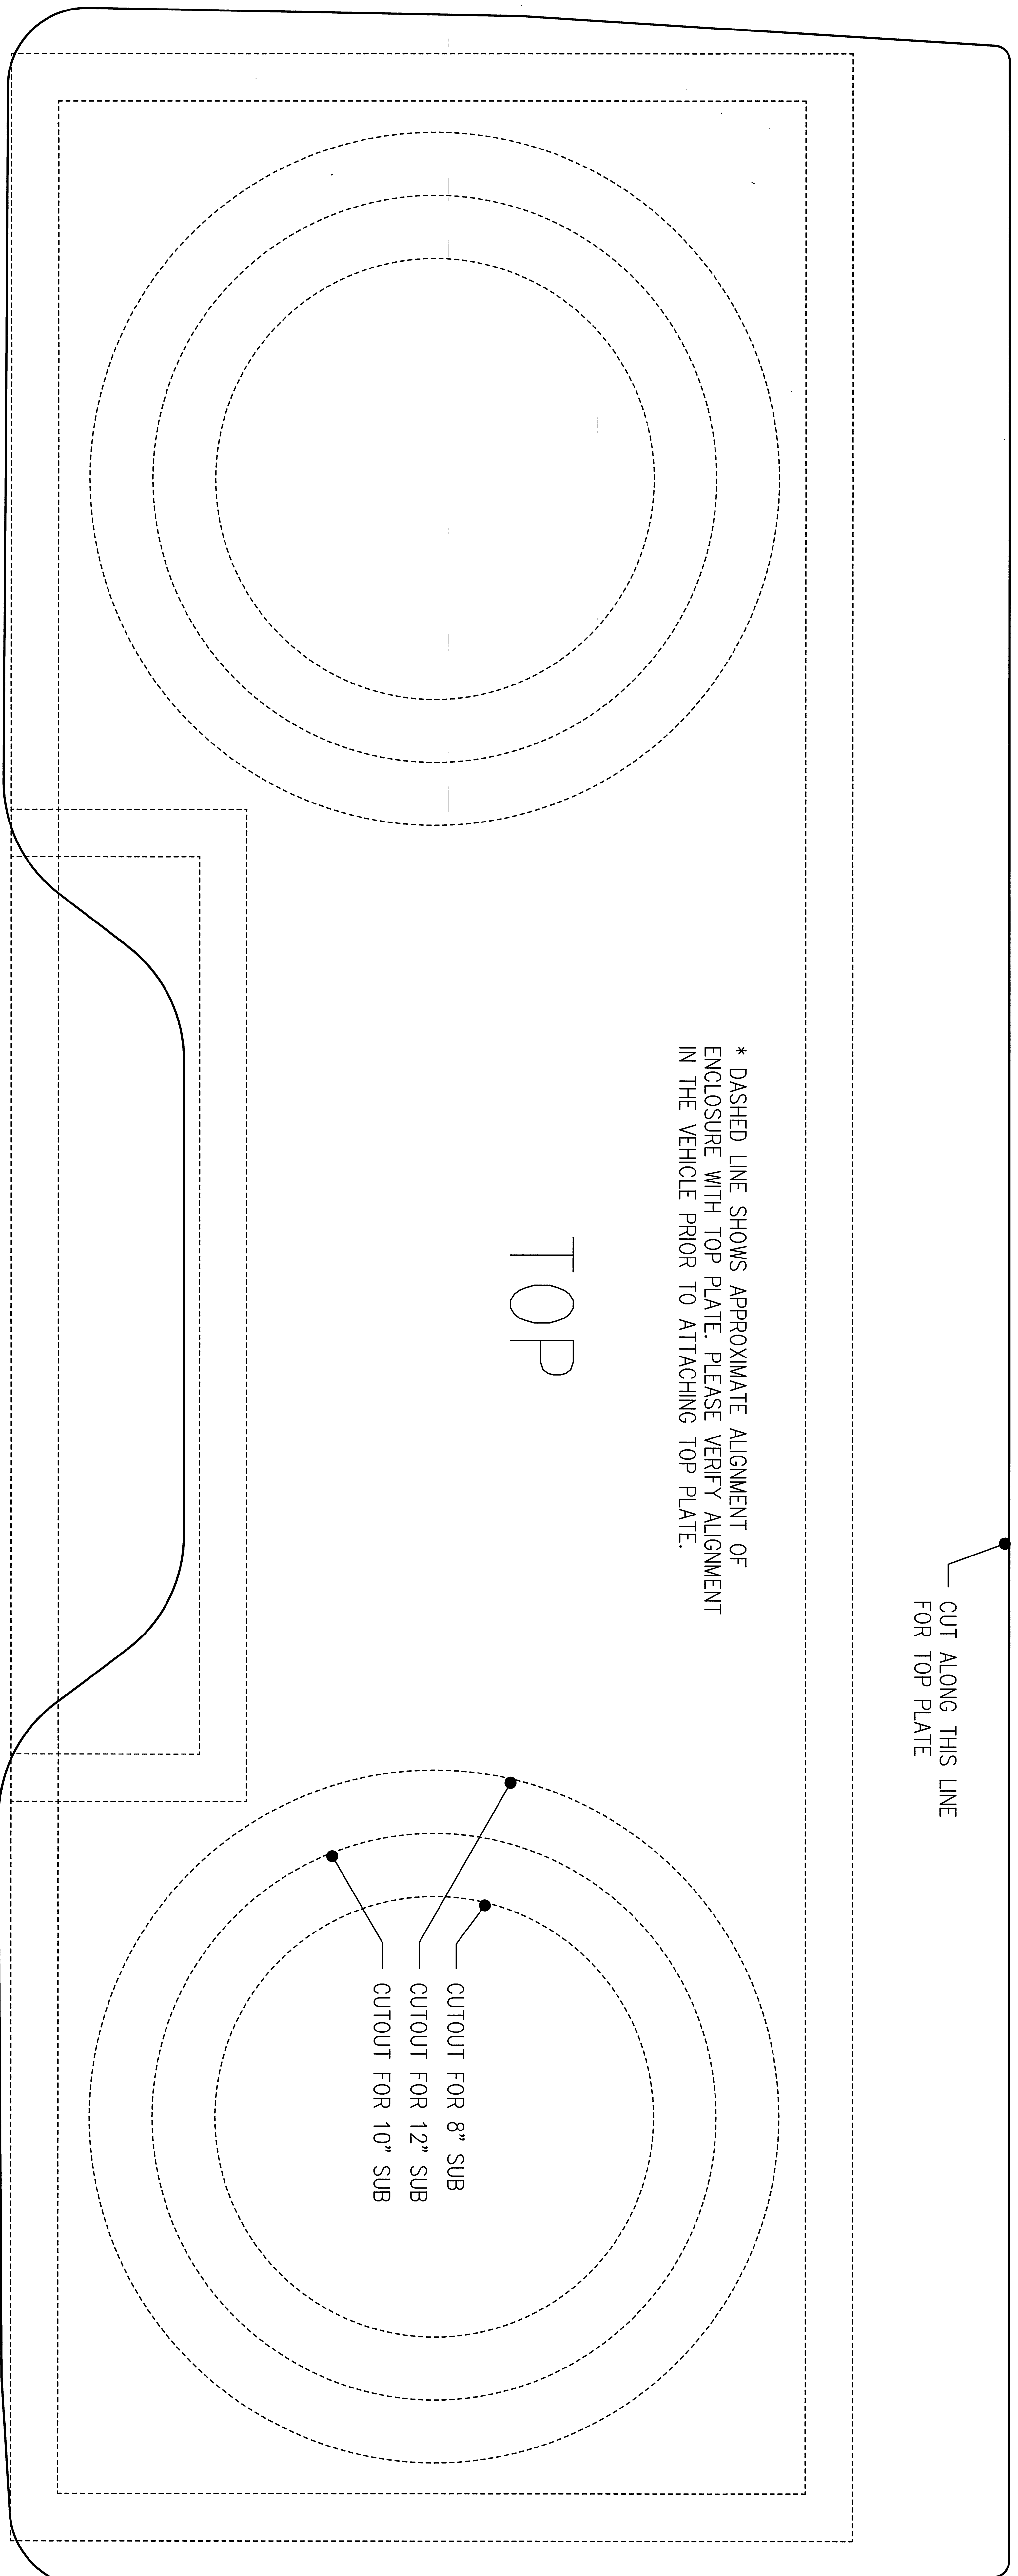 CUT ALONG THIS LINE
FOR TOP PLATE
* DASHED LINE SHOWS APPROXIMATE ALIGNMENT OF
ENCLOSURE WITH TOP PLATE. PLEASE VERIFY ALIGNMENT
IN THE VEHICLE PRIOR TO ATTACHING TOP PLATE.
TOP
CUTOUT FOR 8" SUB
CUTOUT FOR 12" SUB
CUTOUT FOR 10" SUB